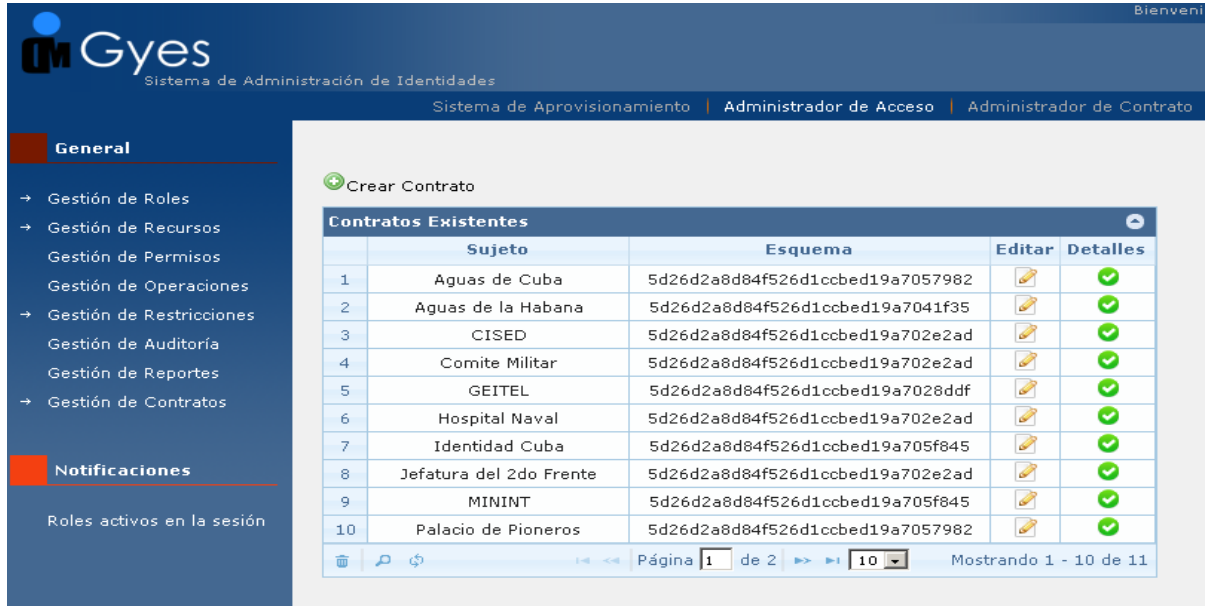 Bienveni
Gyes
Sistema de Administración de Identidades
Sistema de Aprovisionamiento | Administrador de Acceso | Administrador de Contrato
General
→ Gestión de Roles
→ Gestión de Recursos
Gestión de Permisos
Gestión de Operaciones
→ Gestión de Restricciones
Gestión de Auditoría
Gestión de Reportes
→ Gestión de Contratos
Notificaciones
Roles activos en la sesión
Crear Contrato
Contratos Existentes
Sujeto Esquema Editar Detalles
1 Aguas de Cuba 5d26d2a8d84f526d1ccbed19a7057982
2 Aguas de la Habana 5d26d2a8d84f526d1ccbed19a7041f35
3 CISED 5d26d2a8d84f526d1ccbed19a702e2ad
4 Comite Militar 5d26d2a8d84f526d1ccbed19a702e2ad
5 GEITEL 5d26d2a8d84f526d1ccbed19a7028ddf
6 Hospital Naval 5d26d2a8d84f526d1ccbed19a702e2ad
7 Identidad Cuba 5d26d2a8d84f526d1ccbed19a705f845
8 Jefatura del 2do Frente 5d26d2a8d84f526d1ccbed19a702e2ad
9 MININT 5d26d2a8d84f526d1ccbed19a705f845
10 Palacio de Pioneros 5d26d2a8d84f526d1ccbed19a7057982
Página 1 de 2 10 Mostrando 1 - 10 de 11